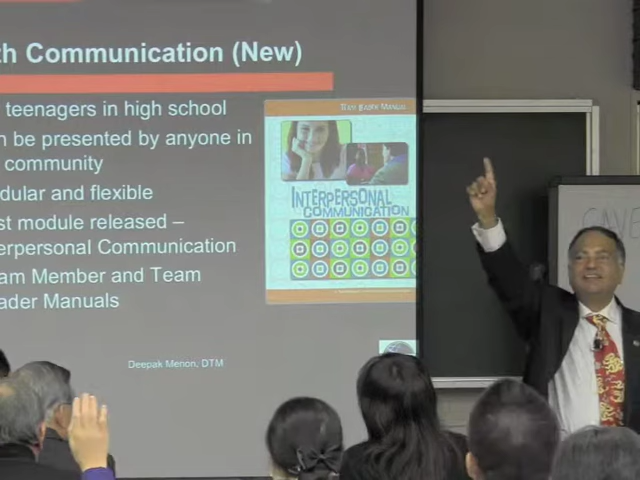 th Communication (New)
teenagers in high school
n be presented by anyone in
community
dular and flexible
st module released –
erpersonal Communication
am Member and Team
ader Manuals
Deepak Menon, DTM
TEAM LEADER MANUAL
INTERPERSONAL
COMMUNICATION